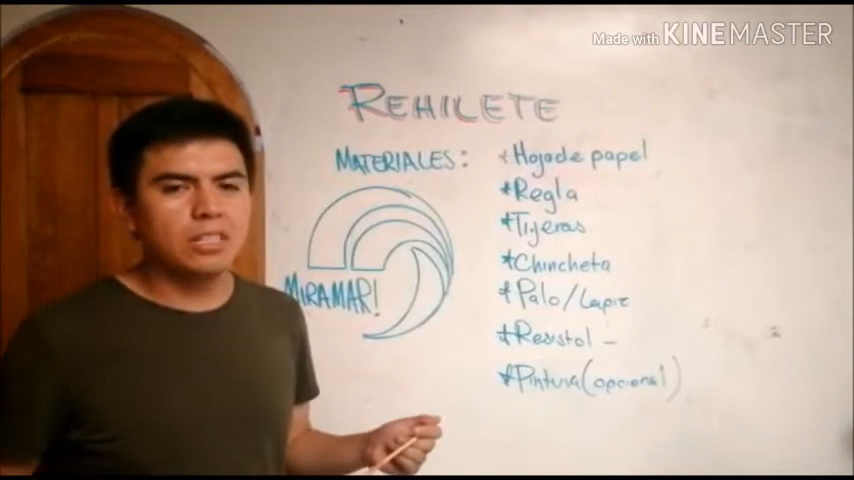 Made with KINEMASTER
REHILETE
MATERIALES:
*Hoja de papel
*Regla
*Tijeras
*Chincheta
*Palo/Lapiz
*Resistol -
*Pintura (opcional)
MIRAMAR!